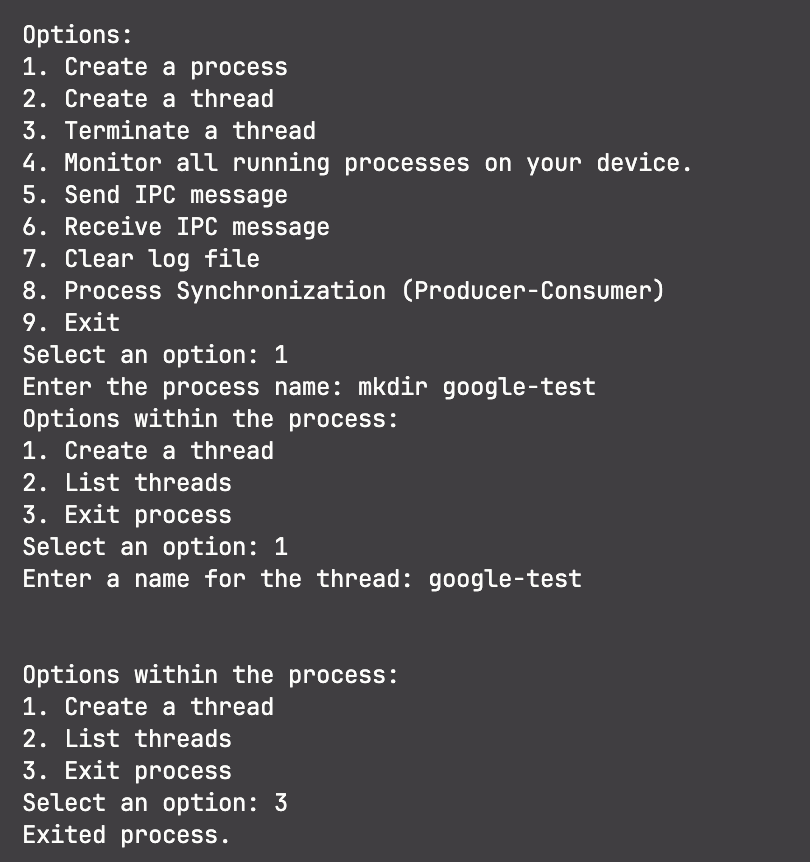 Options:
1. Create a process
2. Create a thread
3. Terminate a thread
4. Monitor all running processes on your device.
5. Send IPC message
6. Receive IPC message
7. Clear log file
8. Process Synchronization (Producer-Consumer)
9. Exit
Select an option: 1
Enter the process name: mkdir google-test
Options within the process:
1. Create a thread
2. List threads
3. Exit process
Select an option: 1
Enter a name for the thread: google-test
Options within the process:
1. Create a thread
2. List threads
3. Exit process
Select an option: 3
Exited process.